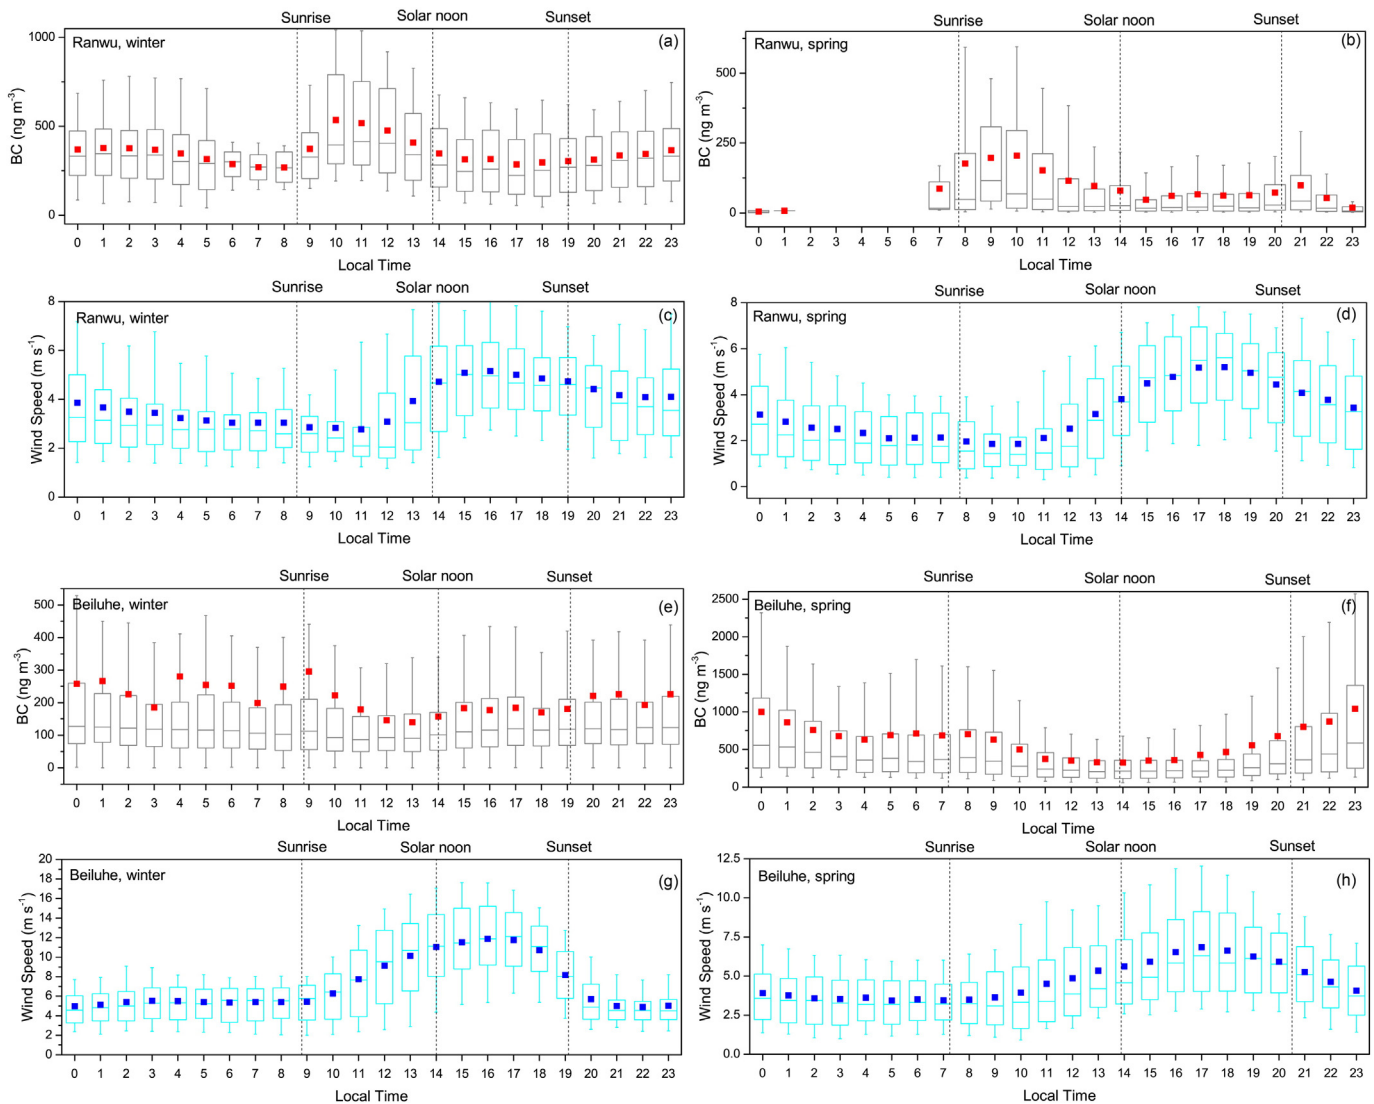 Sunrise Solar noon Sunset
Ranwu, winter (a)
BC (ng m⁻³)
1000
500
0
0 1 2 3 4 5 6 7 8 9 10 11 12 13 14 15 16 17 18 19 20 21 22 23
Local Time
Sunrise Solar noon Sunset
Ranwu, spring (b)
BC (ng m⁻³)
500
250
0
0 1 2 3 4 5 6 7 8 9 10 11 12 13 14 15 16 17 18 19 20 21 22 23
Local Time
Sunrise Solar noon Sunset
Ranwu, winter (c)
Wind Speed (m s⁻¹)
8
6
4
2
0
0 1 2 3 4 5 6 7 8 9 10 11 12 13 14 15 16 17 18 19 20 21 22 23
Local Time
Sunrise Solar noon Sunset
Ranwu, spring (d)
Wind Speed (m s⁻¹)
8
6
4
2
0
0 1 2 3 4 5 6 7 8 9 10 11 12 13 14 15 16 17 18 19 20 21 22 23
Local Time
Sunrise Solar noon Sunset
Beiluhe, winter (e)
BC (ng m⁻³)
500
400
300
200
100
0
0 1 2 3 4 5 6 7 8 9 10 11 12 13 14 15 16 17 18 19 20 21 22 23
Local Time
Sunrise Solar noon Sunset
Beiluhe, spring (f)
BC (ng m⁻³)
2500
2000
1500
1000
500
0
0 1 2 3 4 5 6 7 8 9 10 11 12 13 14 15 16 17 18 19 20 21 22 23
Local Time
Sunrise Solar noon Sunset
Beiluhe, winter (g)
Wind Speed (m s⁻¹)
20
18
16
14
12
10
8
6
4
2
0
0 1 2 3 4 5 6 7 8 9 10 11 12 13 14 15 16 17 18 19 20 21 22 23
Local Time
Sunrise Solar noon Sunset
Beiluhe, spring (h)
Wind Speed (m s⁻¹)
12.5
10.0
7.5
5.0
2.5
0.0
0 1 2 3 4 5 6 7 8 9 10 11 12 13 14 15 16 17 18 19 20 21 22 23
Local Time